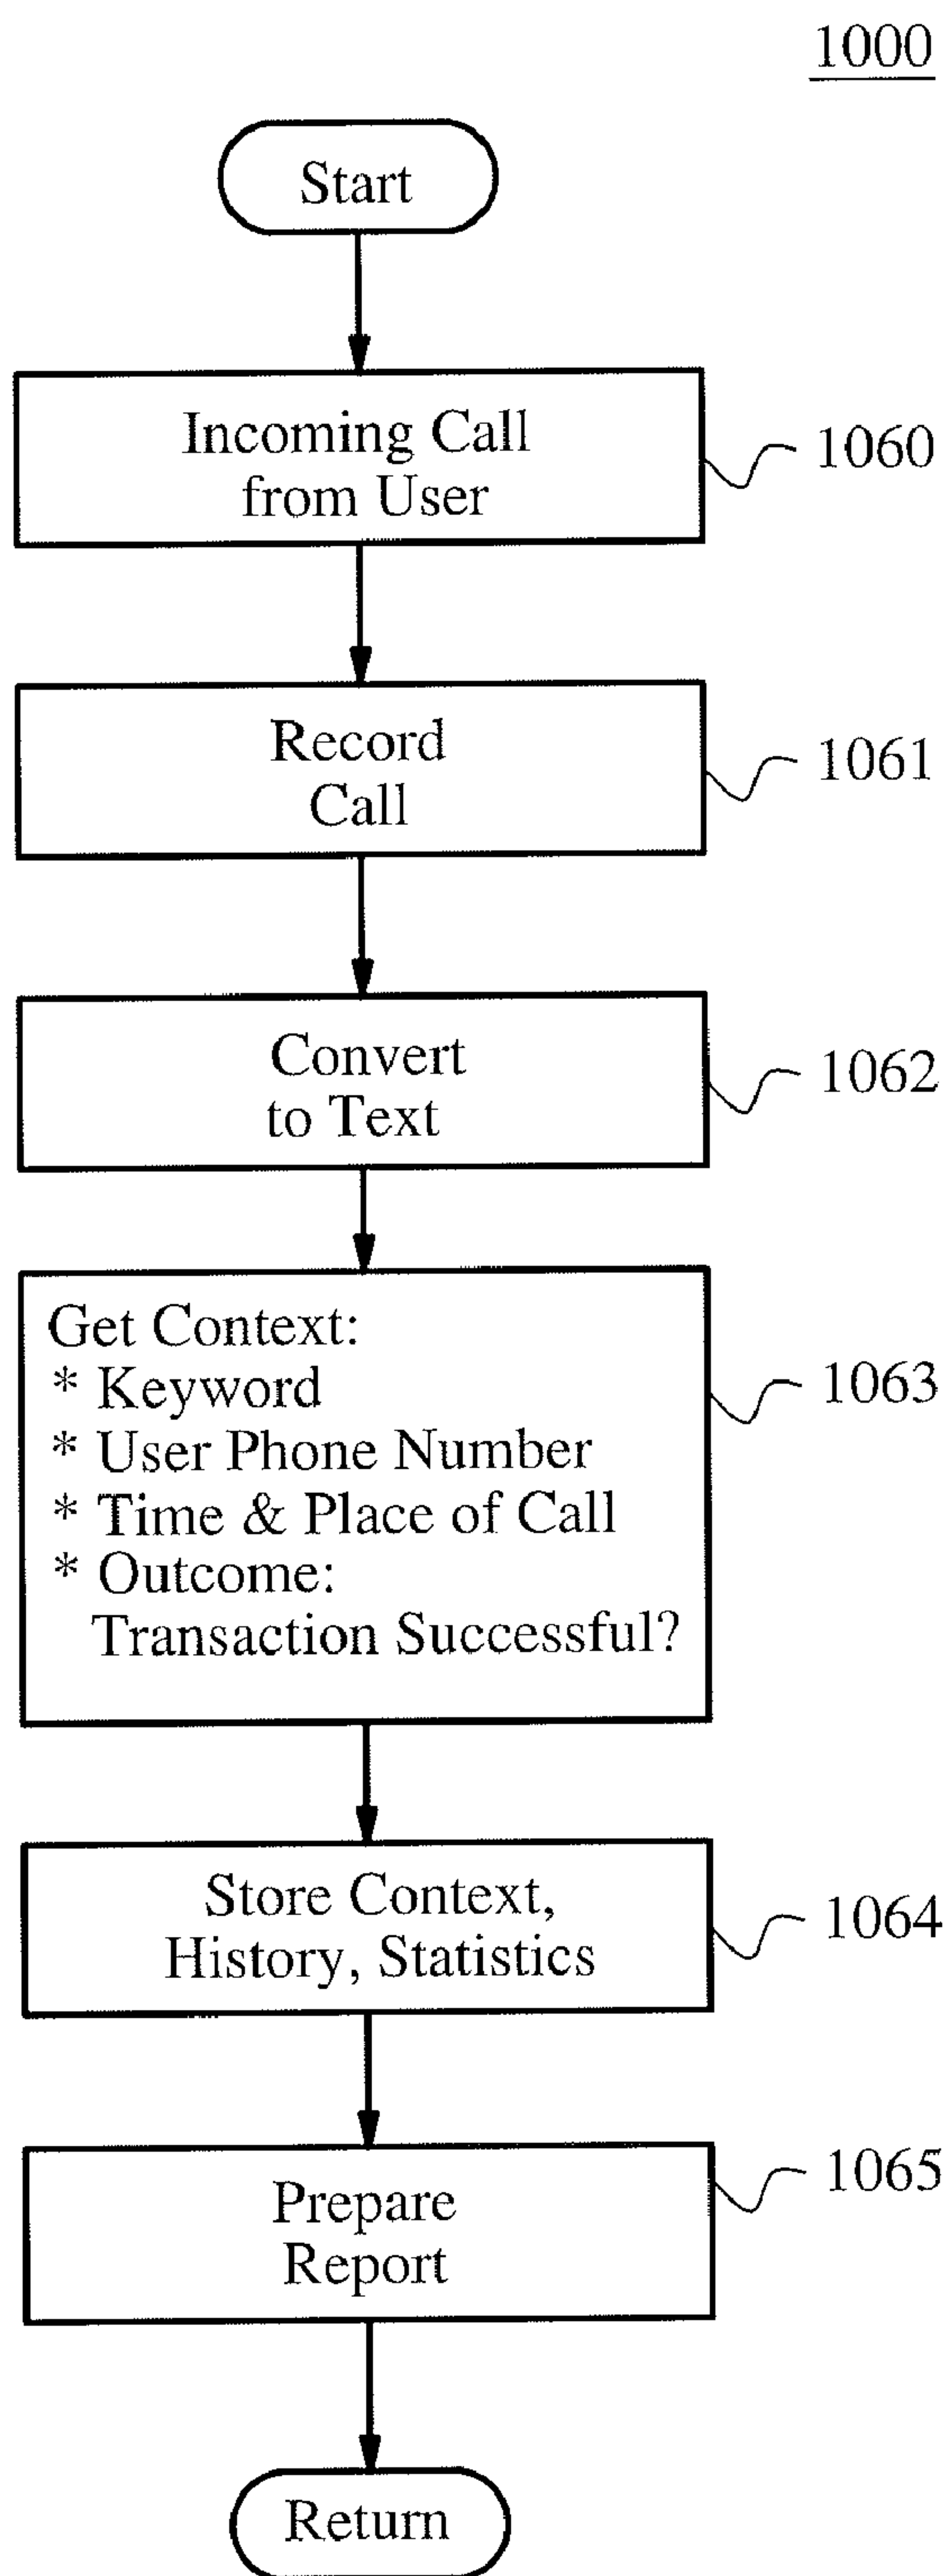 1000
Start
Incoming Call
from User
1060
Record
Call
1061
Convert
to Text
1062
Get Context:
* Keyword
* User Phone Number
* Time & Place of Call
* Outcome:
Transaction Successful?
1063
Store Context,
History, Statistics
1064
Prepare
Report
1065
Return